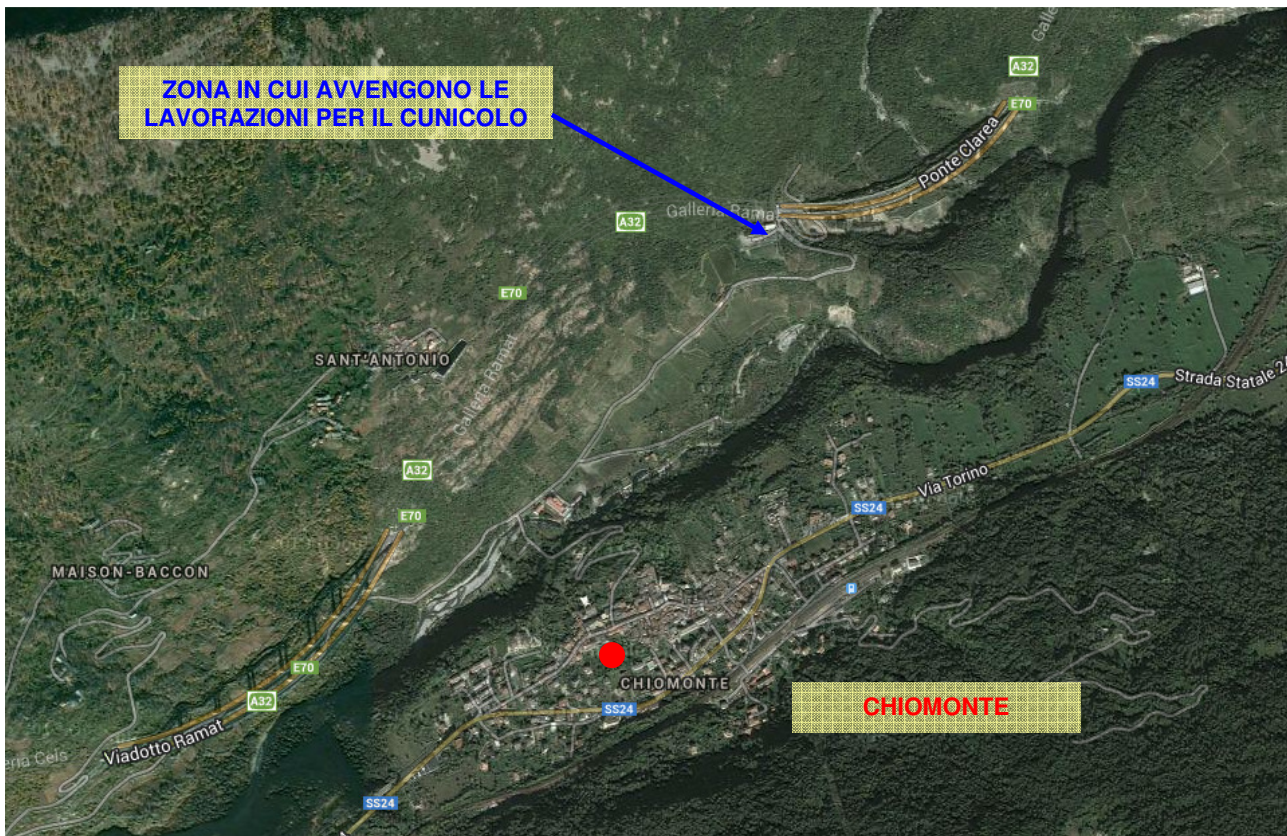 A32
ZONA IN CUI AVVENGONO LE
LAVORAZIONI PER IL CUNICOLO
E70
Ponte Clarea
Galleria Ramat
A32
E70
SANT'ANTONIO
Galleria Ramat
Strada Statale 24
SS24
A32
Via Torino
SS24
E70
MAISON-BACCON
E70
CHIOMONTE
A32
CHIOMONTE
SS24
Viadotto Ramat
SS24